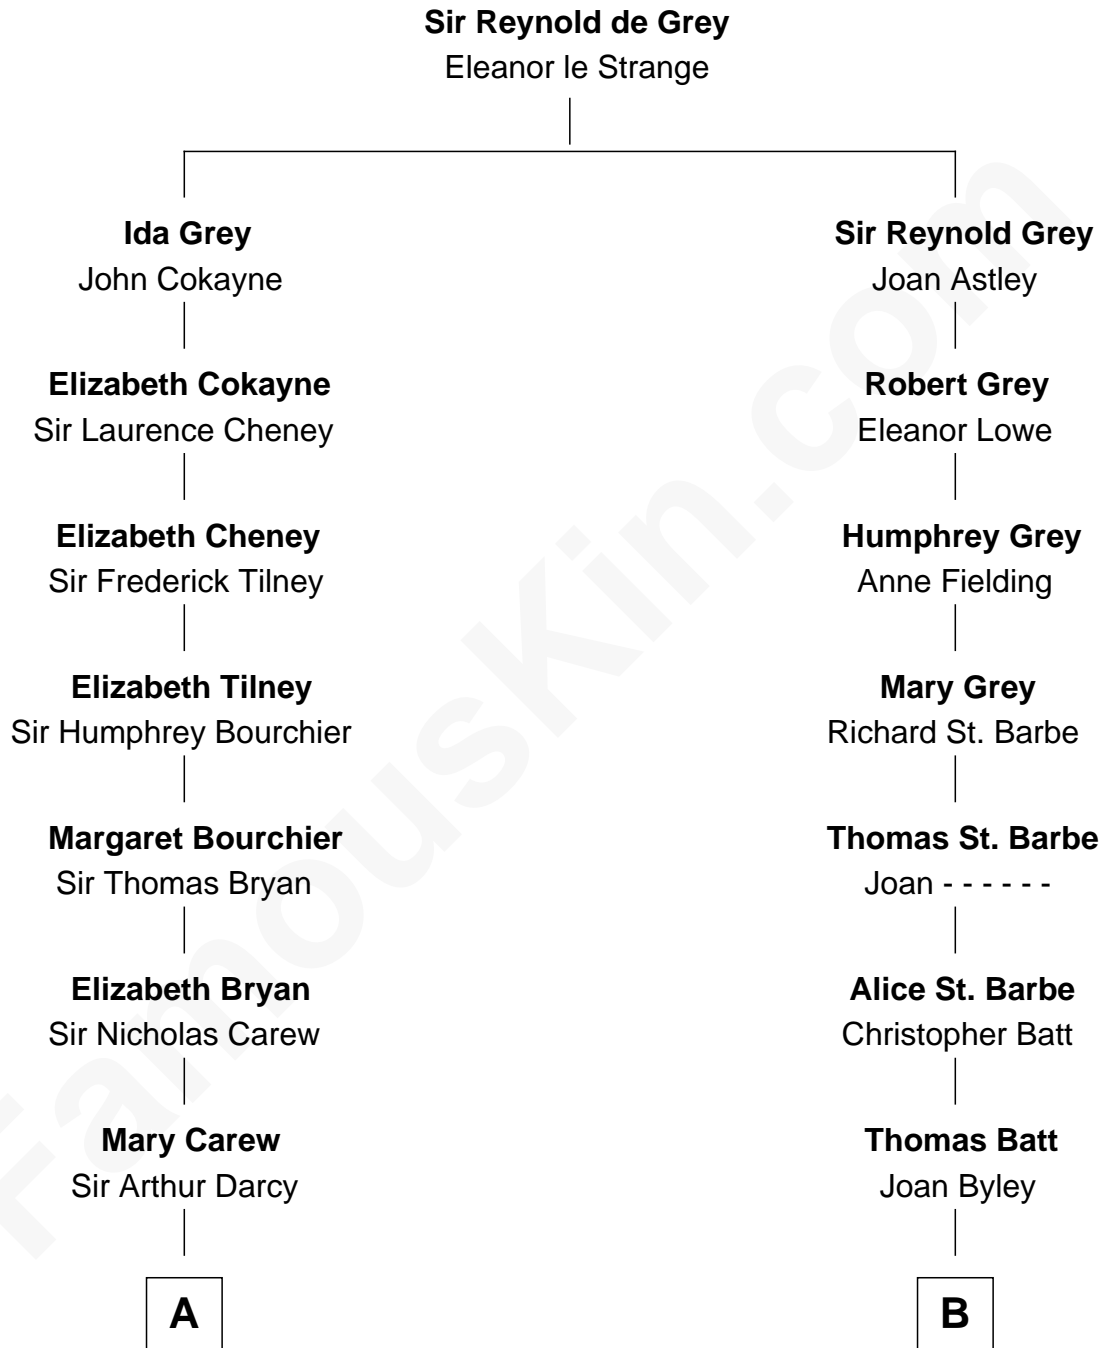 Sir Reynold de Grey
Eleanor le Strange
Ida Grey
John Cokayne
Sir Reynold Grey
Joan Astley
Elizabeth Cokayne
Sir Laurence Cheney
Robert Grey
Eleanor Lowe
Elizabeth Cheney
Sir Frederick Tilney
Humphrey Grey
Anne Fielding
Elizabeth Tilney
Sir Humphrey Bourchier
Mary Grey
Richard St. Barbe
Margaret Bourchier
Sir Thomas Bryan
Thomas St. Barbe
Joan - - - - - -
Elizabeth Bryan
Sir Nicholas Carew
Alice St. Barbe
Christopher Batt
Mary Carew
Sir Arthur Darcy
Thomas Batt
Joan Byley
A
B
FamousKin.com